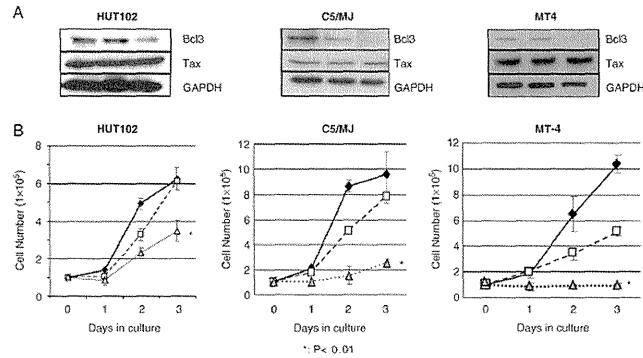 A
HUT102
C5/MJ
MT4
Bcl3
Tax
GAPDH
Bcl3
Tax
GAPDH
Bcl3
Tax
GAPDH
B
HUT102
C5/MJ
MT-4
Cell Number (1×10⁵)
8
6
4
2
0
0 1 2 3
Days in culture
*
Cell Number (1×10⁵)
12
10
8
6
4
2
0
0 1 2 3
Days in culture
*
Cell Number (1×10⁵)
12
10
8
6
4
2
0
0 1 2 3
Days in culture
*
*: P< 0.01